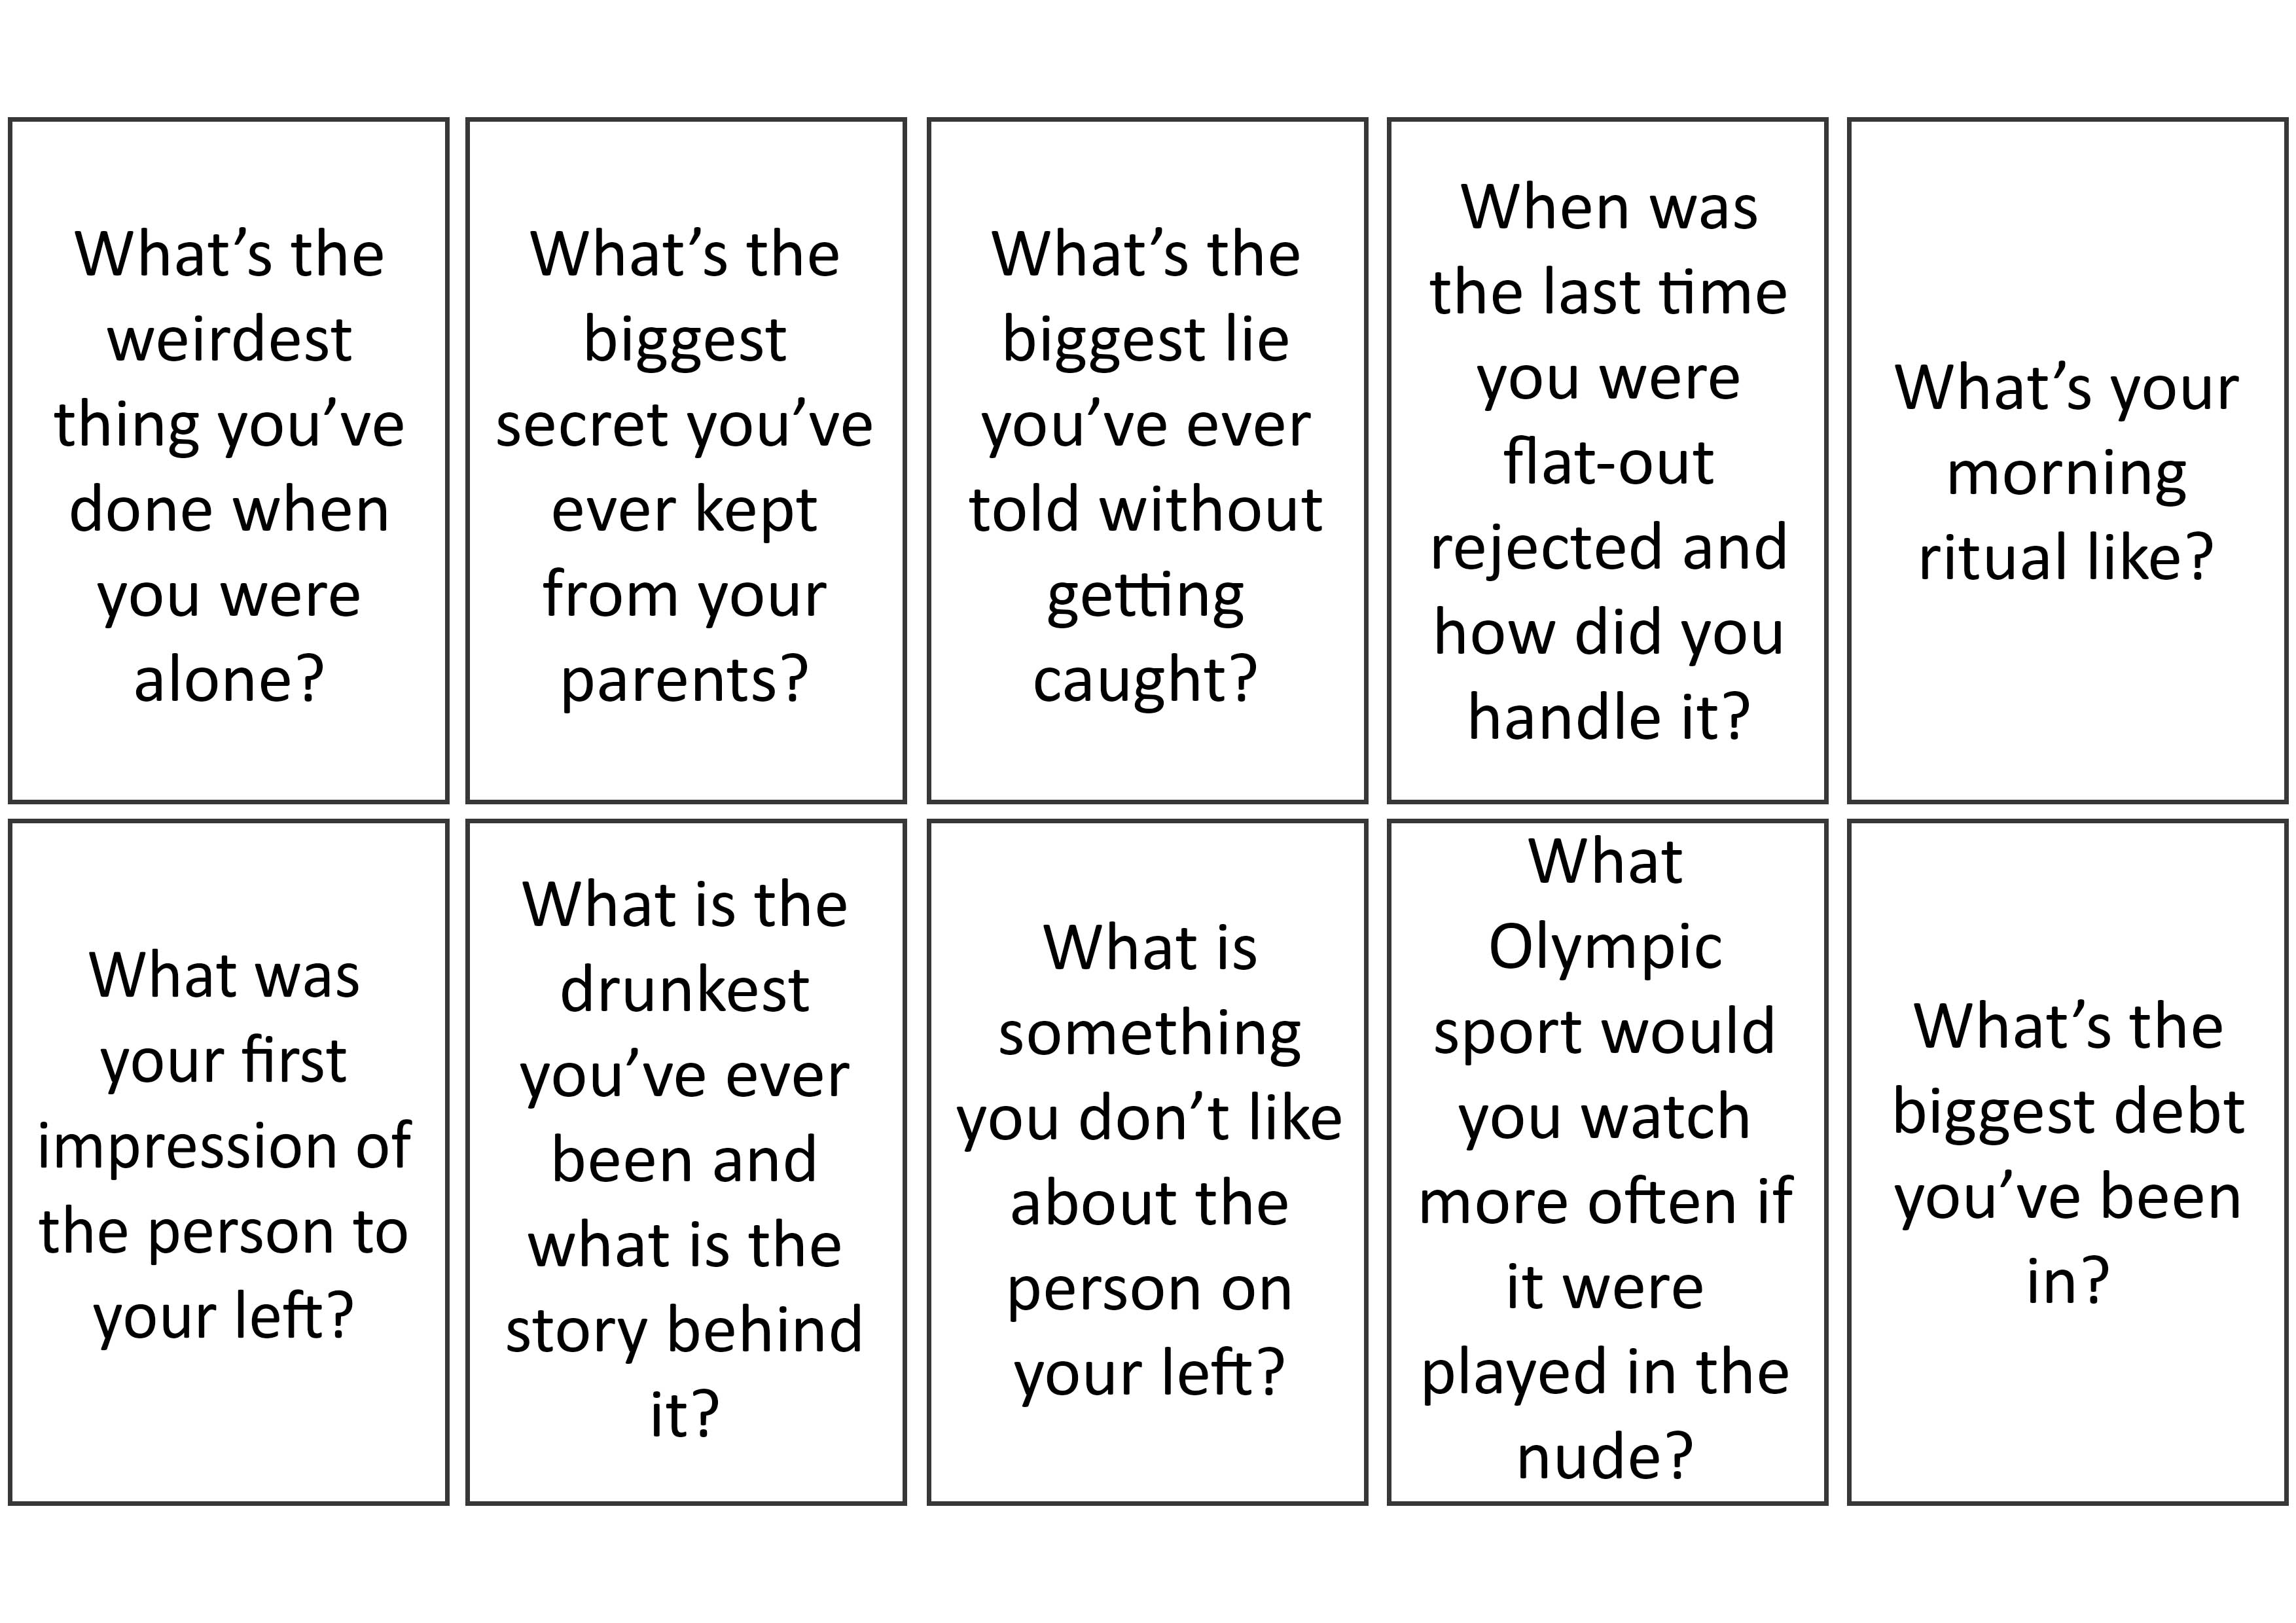 What’s the
weirdest
thing you’ve
done when
you were
alone?
What’s the
biggest
secret you’ve
ever kept
from your
parents?
What’s the
biggest lie
you’ve ever
told without
getting
caught?
When was
the last time
you were
flat-out
rejected and
how did you
handle it?
What’s your
morning
ritual like?
What was
your first
impression of
the person to
your left?
What is the
drunkest
you’ve ever
been and
what is the
story behind
it?
What is
something
you don’t like
about the
person on
your left?
What
Olympic
sport would
you watch
more often if
it were
played in the
nude?
What’s the
biggest debt
you’ve been
in?